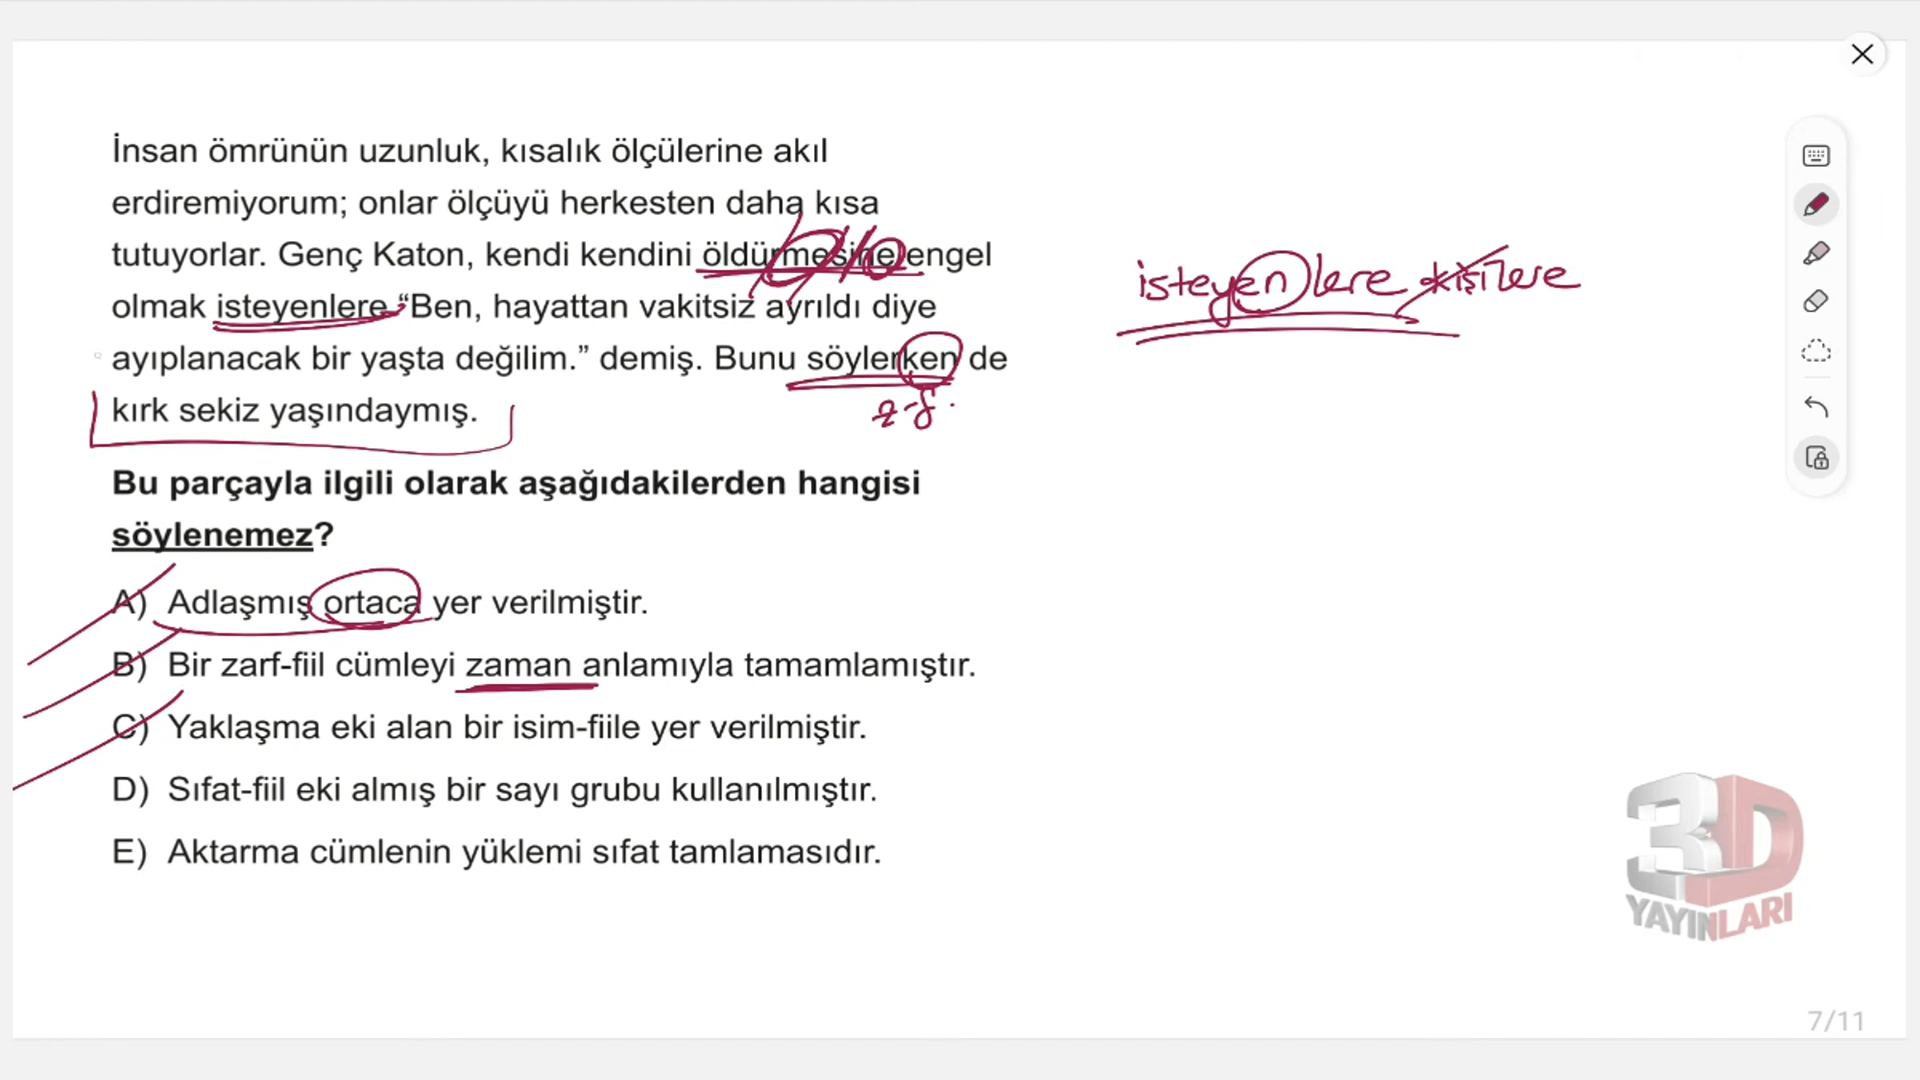 İnsan ömrünün uzunluk, kısalık ölçülerine akıl
erdiremiyorum; onlar ölçüyü herkesten daha kısa
tutuyorlar. Genç Katon, kendi kendini öldürmesine engel
olmak isteyenlere “Ben, hayattan vakitsiz ayrıldı diye
ayıplanacak bir yaşta değilim.” demiş. Bunu söylerken de
kırk sekiz yaşındaymış.
isteyenlere kişilere
z-f.
Bu parçayla ilgili olarak aşağıdakilerden hangisi
söylenemez?
A) Adlaşmış ortaca yer verilmiştir.
B) Bir zarf-fiil cümleyi zaman anlamıyla tamamlamıştır.
C) Yaklaşma eki alan bir isim-fiile yer verilmiştir.
D) Sıfat-fiil eki almış bir sayı grubu kullanılmıştır.
E) Aktarma cümlenin yüklemi sıfat tamlamasıdır.
3D
YAYINLARI
7/11